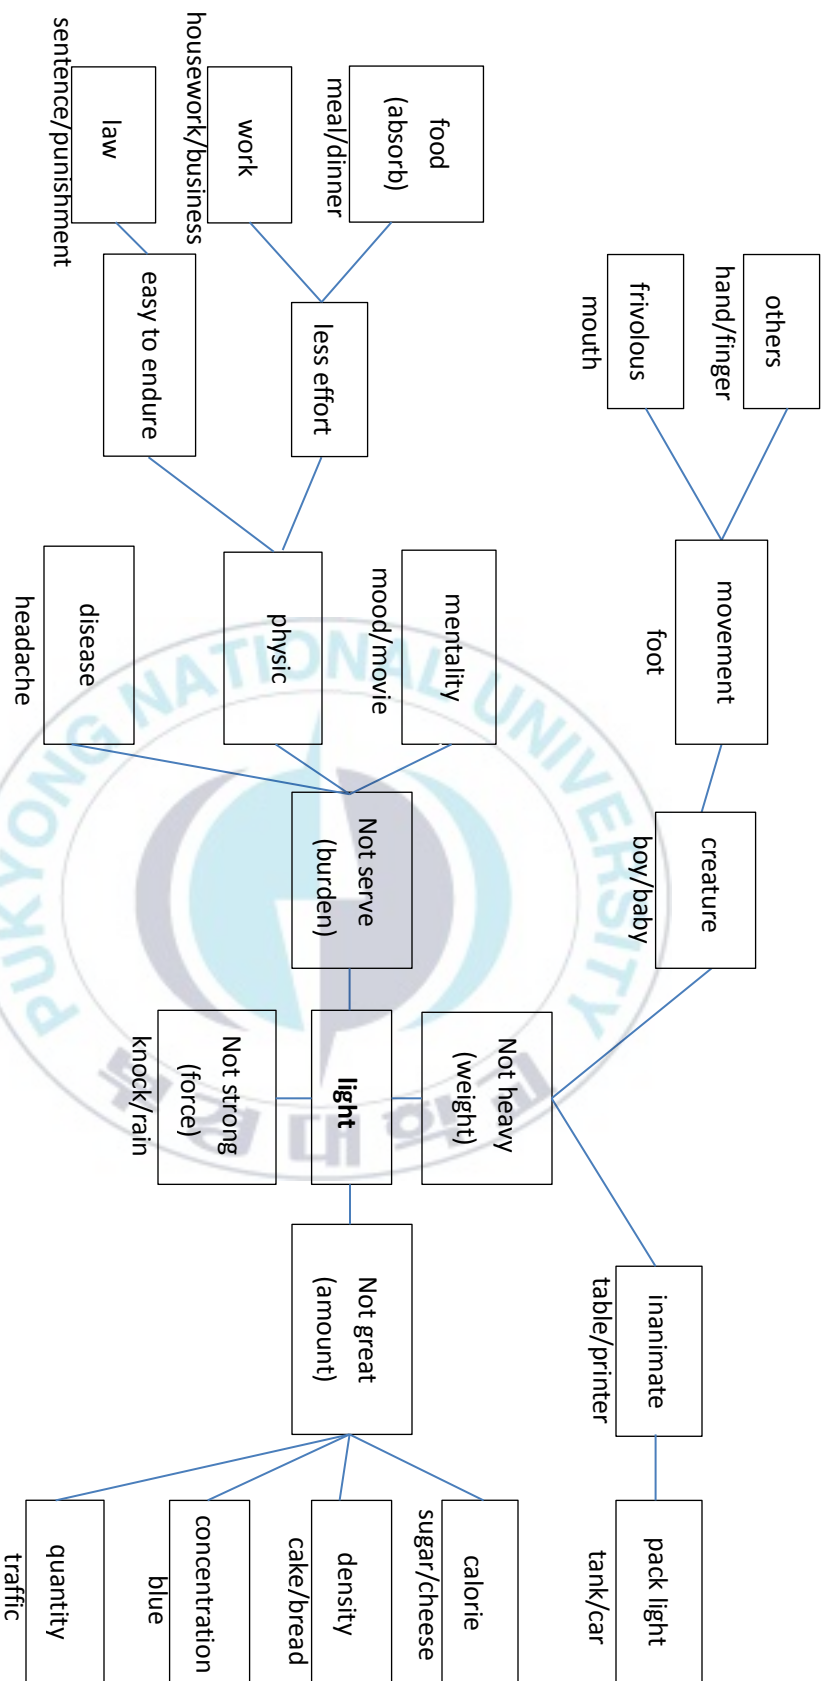 others
hand/finger
frivolous
mouth
movement
foot
creature
boy/baby
inanimate
table/printer
pack light
tank/car
food
(absorb)
meal/dinner
work
housework/business
law
sentence/punishment
less effort
easy to endure
mentality
mood/movie
physic
disease
headache
Not serve
(burden)
Not heavy
(weight)
light
Not strong
(force)
knock/rain
Not great
(amount)
calorie
sugar/cheese
density
cake/bread
concentration
blue
quantity
traffic
PUKYONG NATIONAL UNIVERSITY